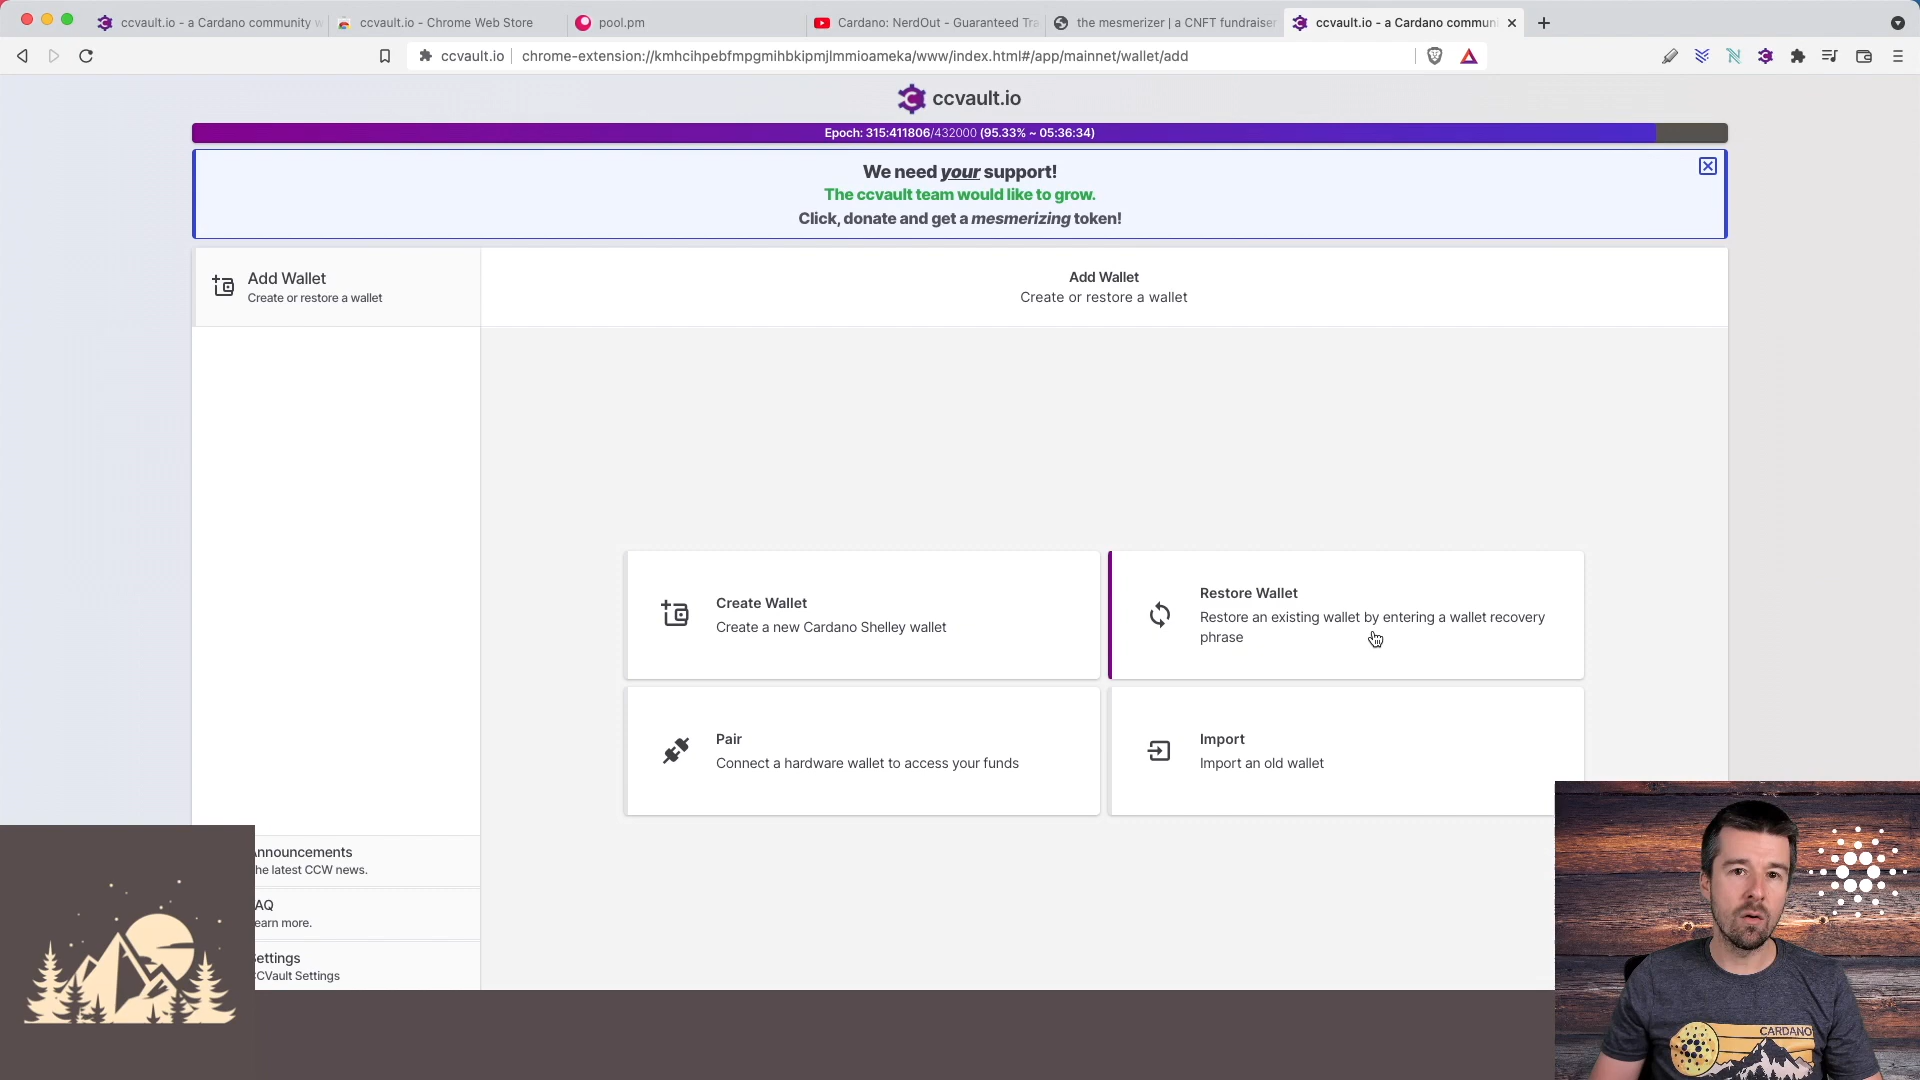 ccvault.io - a Cardano community w
ccvault.io - Chrome Web Store
pool.pm
Cardano: NerdOut - Guaranteed Tra
the mesmerizer | a CNFT fundraiser
ccvault.io - a Cardano commun
ccvault.io
chrome-extension://kmhcihpebfmpgmihbkipmjlmmioameka/www/index.html#/app/mainnet/wallet/add
ccvault.io
Epoch: 315:411806/432000 (95.33% ~ 05:36:34)
We need your support!
The ccvault team would like to grow.
Click, donate and get a mesmerizing token!
Add Wallet
Create or restore a wallet
Add Wallet
Create or restore a wallet
Create Wallet
Create a new Cardano Shelley wallet
Restore Wallet
Restore an existing wallet by entering a wallet recovery
phrase
Pair
Connect a hardware wallet to access your funds
Import
Import an old wallet
nnouncements
he latest CCW news.
AQ
earn more.
ettings
CVault Settings
CARDANO